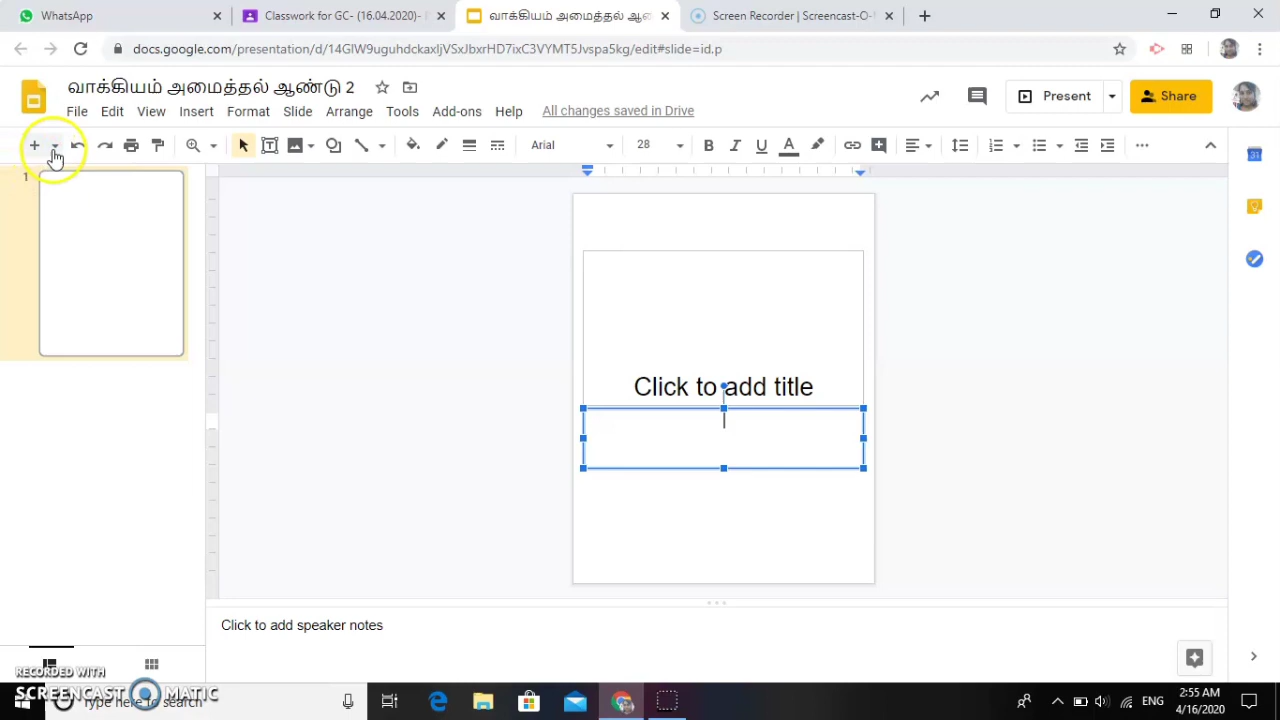 WhatsApp
Classwork for GC- (16.04.2020)-
வாக்கியம் அமைத்தல்
Screen Recorder | Screencast-O-
docs.google.com/presentation/d/14GlW9uguhdckaxIjVSxJbxrHD7ixC3VYMT5Jvspa5kg/edit#slide=id.p
வாக்கியம் அமைத்தல் ஆண்டு 2
File Edit View Insert Format Slide Arrange Tools Add-ons Help All changes saved in Drive
Present
Share
Arial
28
1
Click to add title
Click to add speaker notes
RECORDED WITH
SCREENCAST MATIC
Type here to search
ENG
2:55 AM
4/16/2020